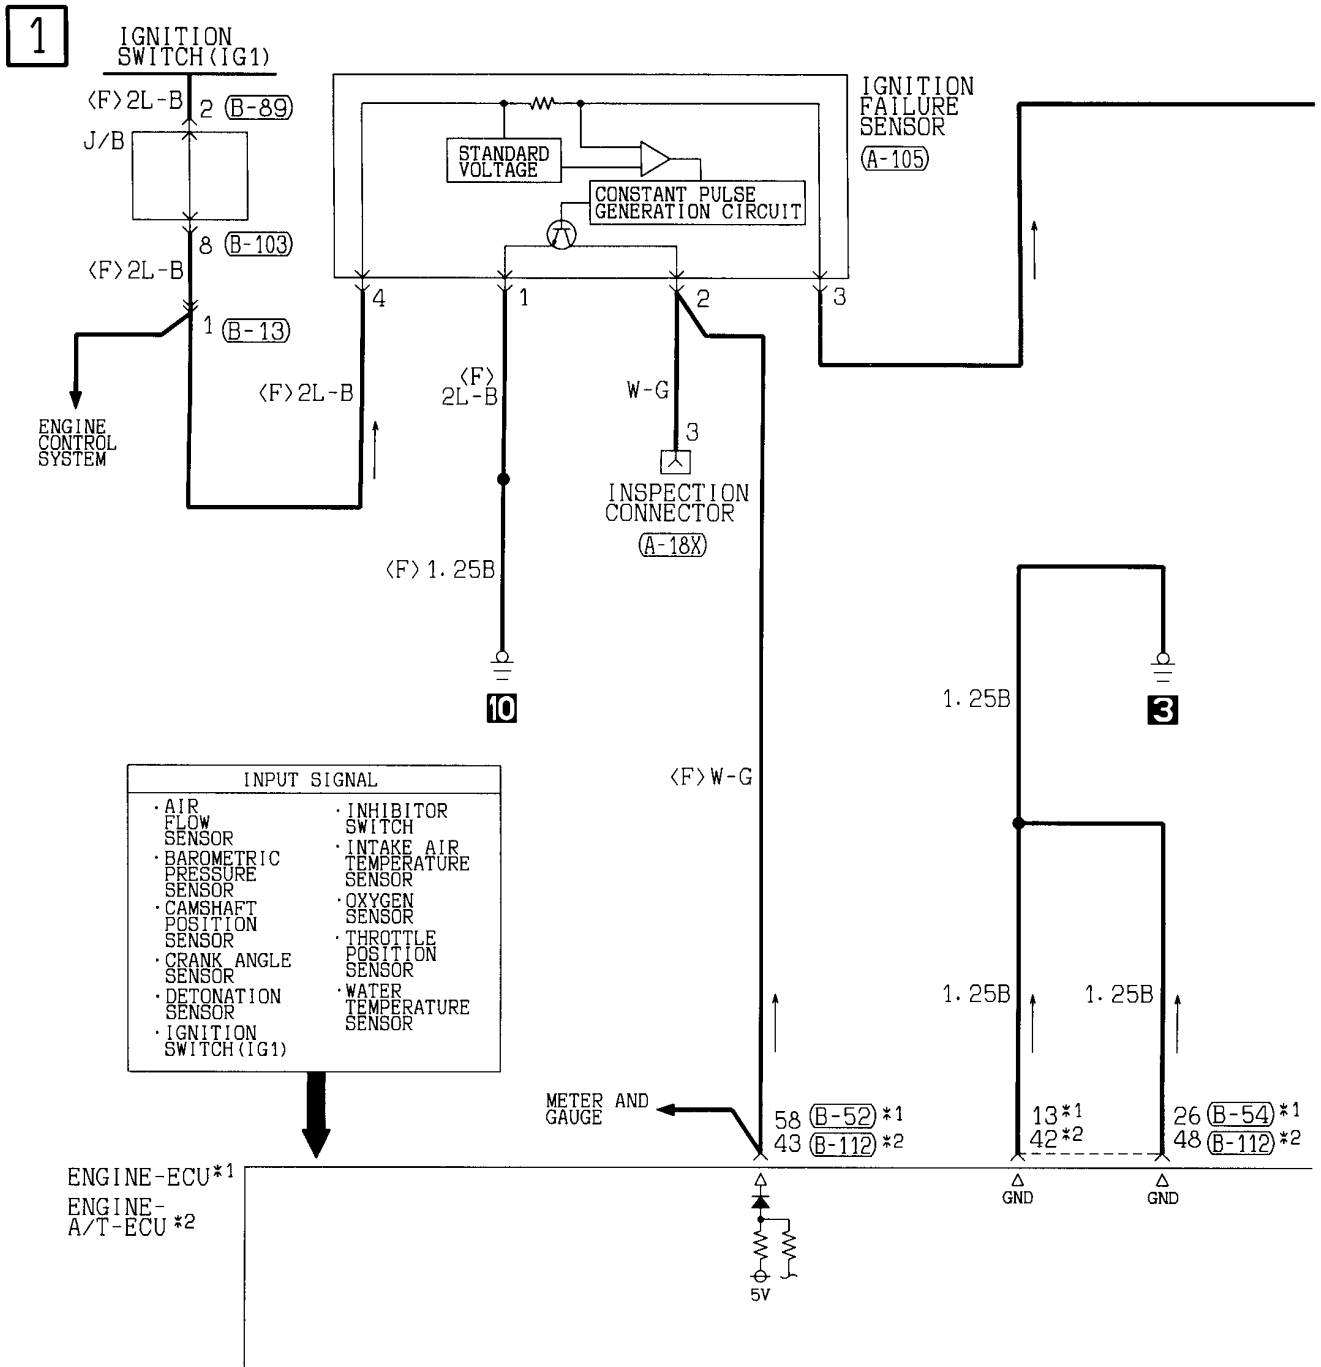 1
IGNITION
SWITCH(IG1)
<F>2L-B
2 (B-89)
J/B
8 (B-103)
<F>2L-B
1 (B-13)
ENGINE
CONTROL
SYSTEM
<F>2L-B
STANDARD
VOLTAGE
CONSTANT PULSE
GENERATION CIRCUIT
IGNITION
FAILURE
SENSOR
(A-105)
4
1
2
3
<F>
2L-B
W-G
3
INSPECTION
CONNECTOR
(A-18X)
<F>1.25B
10
1.25B
3
<F>W-G
INPUT SIGNAL
·AIR
FLOW
SENSOR
·BAROMETRIC
PRESSURE
SENSOR
·CAMSHAFT
POSITION
SENSOR
·CRANK ANGLE
SENSOR
·DETONATION
SENSOR
·IGNITION
SWITCH(IG1)
·INHIBITOR
SWITCH
·INTAKE AIR
TEMPERATURE
SENSOR
·OXYGEN
SENSOR
·THROTTLE
POSITION
SENSOR
·WATER
TEMPERATURE
SENSOR
1.25B
1.25B
METER AND
GAUGE
58 (B-52)*1
43 (B-112)*2
13*1
42*2
26 (B-54)*1
48 (B-112)*2
ENGINE-ECU*1
ENGINE-
A/T-ECU*2
GND
GND
5V